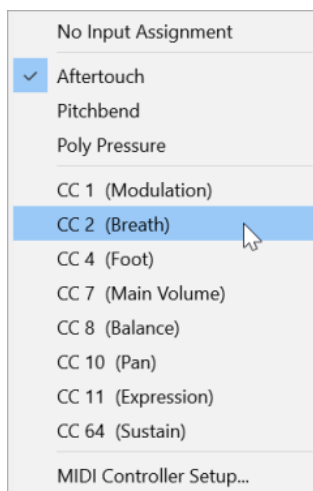 No Input Assignment
Aftertouch
Pitchbend
Poly Pressure
CC 1 (Modulation)
CC 2 (Breath)
CC 4 (Foot)
CC 7 (Main Volume)
CC 8 (Balance)
CC 10 (Pan)
CC 11 (Expression)
CC 64 (Sustain)
MIDI Controller Setup...